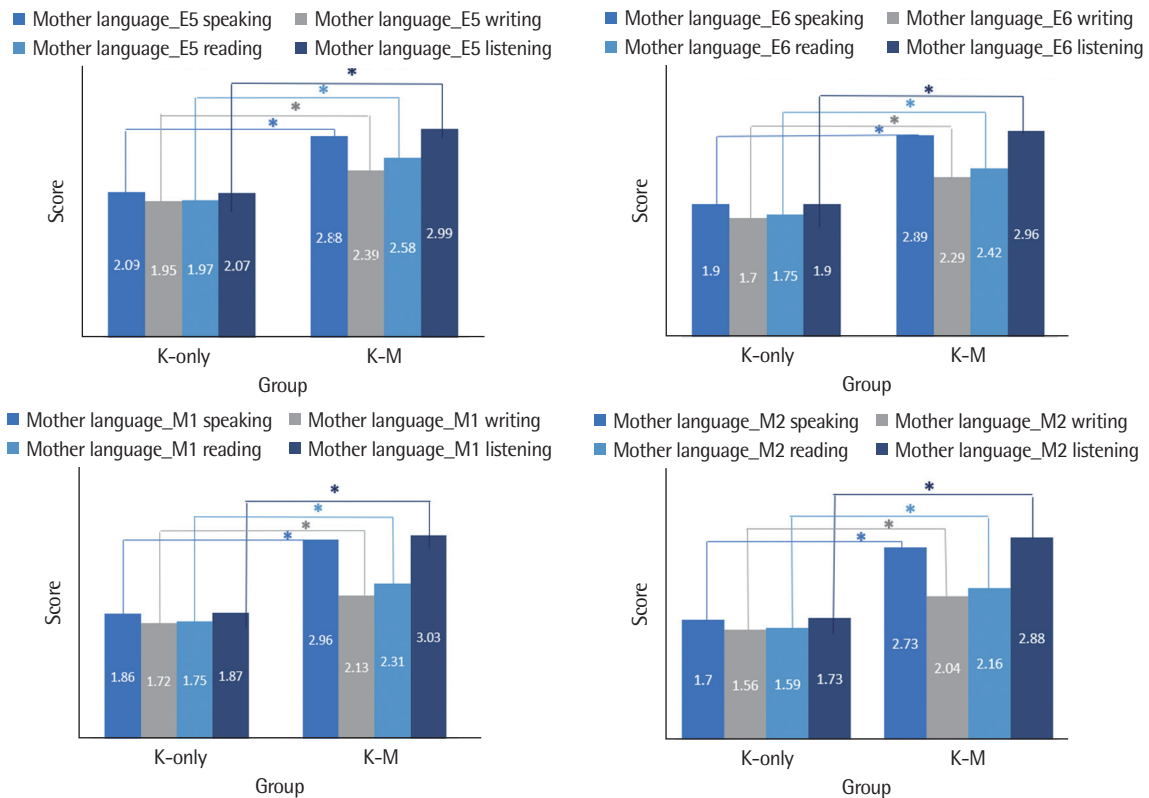 Mother language_E5 speaking Mother language_E5 writing
Mother language_E5 reading Mother language_E5 listening
* * * *
Score
2.09 1.95 1.97 2.07 2.88 2.39 2.58 2.99
K-only K-M
Group
Mother language_E6 speaking Mother language_E6 writing
Mother language_E6 reading Mother language_E6 listening
* * * *
Score
1.9 1.7 1.75 1.9 2.89 2.29 2.42 2.96
K-only K-M
Group
Mother language_M1 speaking Mother language_M1 writing
Mother language_M1 reading Mother language_M1 listening
* * * *
Score
1.86 1.72 1.75 1.87 2.96 2.13 2.31 3.03
K-only K-M
Group
Mother language_M2 speaking Mother language_M2 writing
Mother language_M2 reading Mother language_M2 listening
* * * *
Score
1.7 1.56 1.59 1.73 2.73 2.04 2.16 2.88
K-only K-M
Group